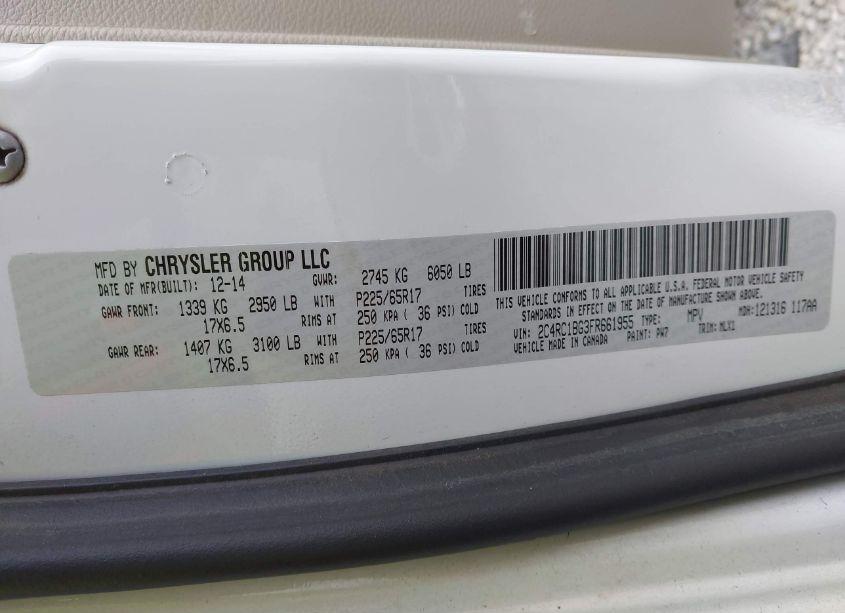 MFD BY CHRYSLER GROUP LLC
DATE OF MFR(BUILT): 12-14 GVWR: 2745 KG 6050 LB
GAWR FRONT: 1339 KG 2950 LB WITH P225/65R17 TIRES
17X6.5 RIMS AT 250 KPA ( 36 PSI) COLD
GAWR REAR: 1407 KG 3100 LB WITH P225/65R17 TIRES
17X6.5 RIMS AT 250 KPA ( 36 PSI) COLD
THIS VEHICLE CONFORMS TO ALL APPLICABLE U.S.A. FEDERAL MOTOR VEHICLE SAFETY
STANDARDS IN EFFECT ON THE DATE OF MANUFACTURE SHOWN ABOVE.
VIN: 2C4RC1BG3FR661955 TYPE: MPV MDH:121316 117AA
VEHICLE MADE IN CANADA PAINT: PW7 TRIM: MLX1